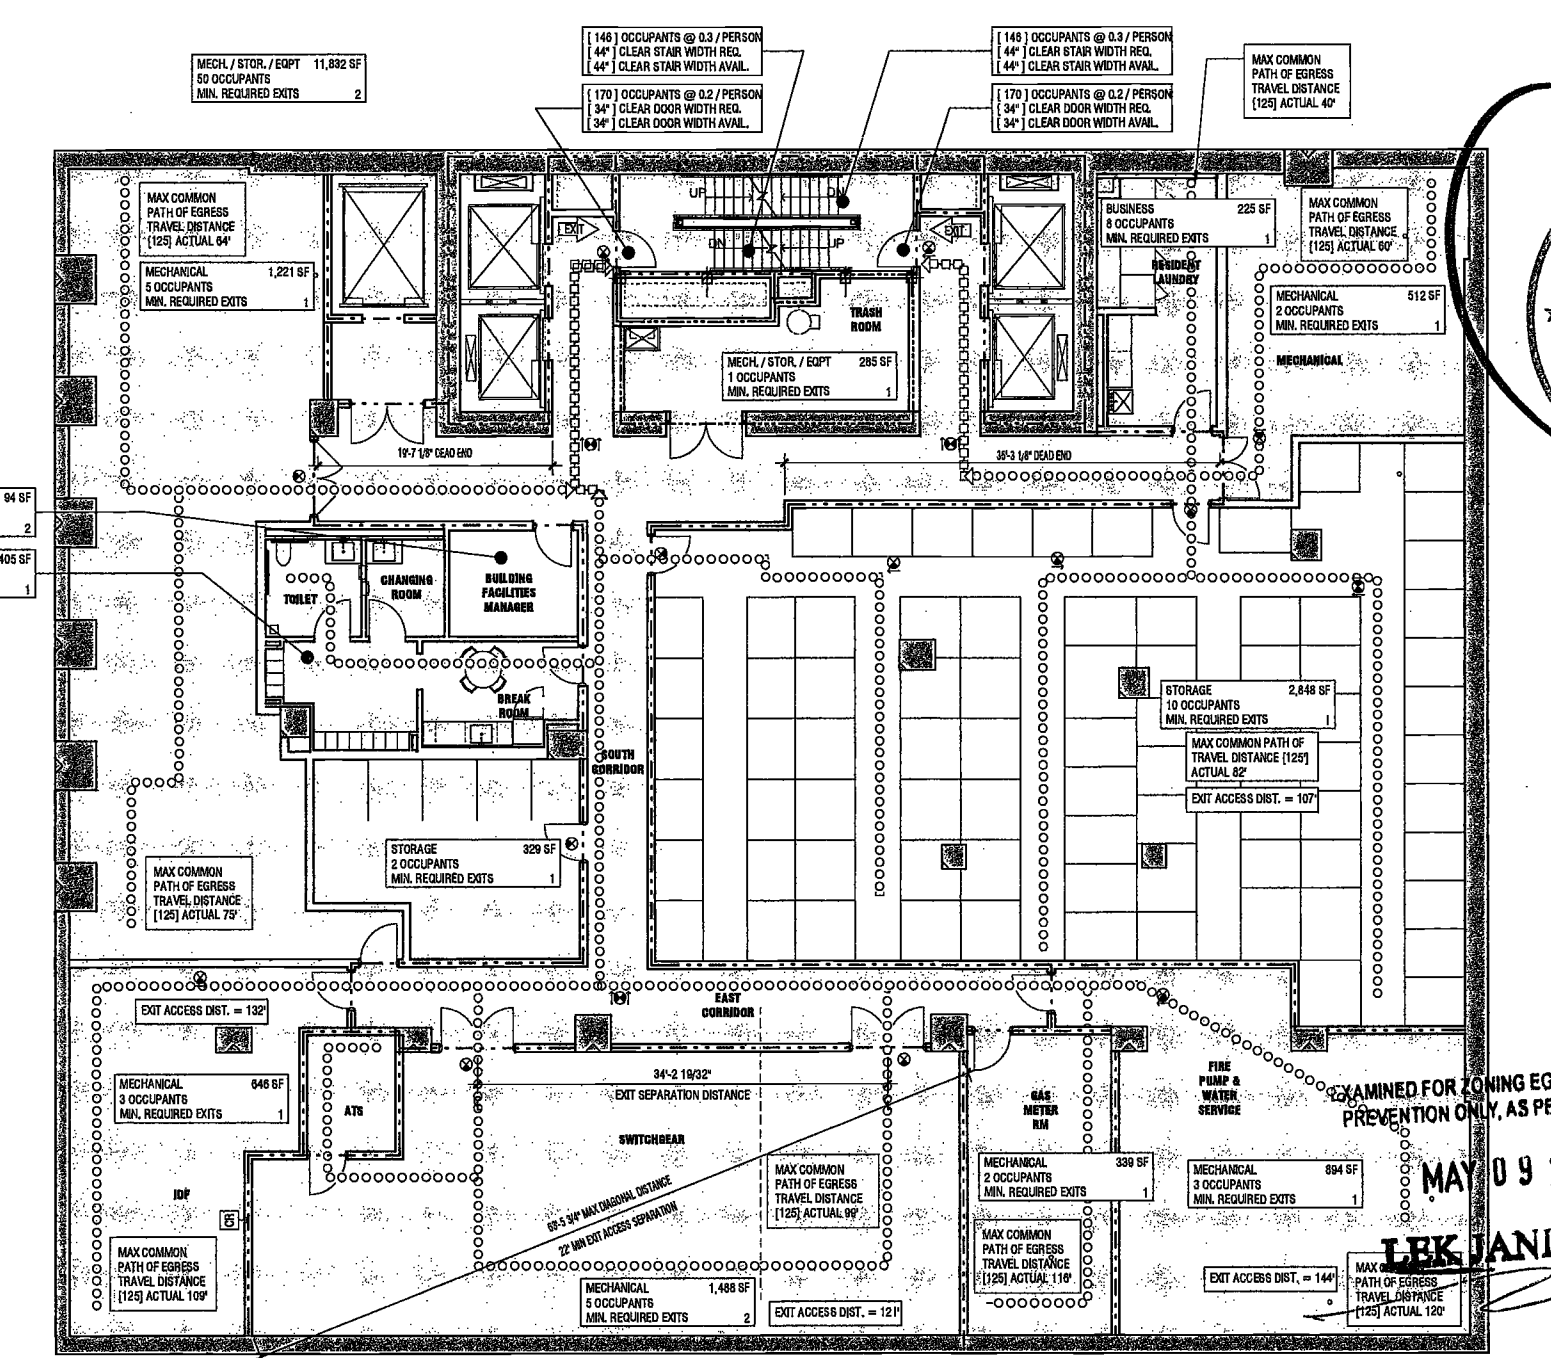 MECH. / STOR. / EQPT 11,832 SF
50 OCCUPANTS
MIN. REQUIRED EXITS 2
[ 146 ] OCCUPANTS @ 0.3 / PERSON
[ 44" ] CLEAR STAIR WIDTH REQ.
[ 44" ] CLEAR STAIR WIDTH AVAIL.
[ 170 ] OCCUPANTS @ 0.2 / PERSON
[ 34" ] CLEAR DOOR WIDTH REQ.
[ 34" ] CLEAR DOOR WIDTH AVAIL.
[ 146 ] OCCUPANTS @ 0.3 / PERSON
[ 44" ] CLEAR STAIR WIDTH REQ.
[ 44" ] CLEAR STAIR WIDTH AVAIL.
[ 170 ] OCCUPANTS @ 0.2 / PERSON
[ 34" ] CLEAR DOOR WIDTH REQ.
[ 34" ] CLEAR DOOR WIDTH AVAIL.
MAX COMMON
PATH OF EGRESS
TRAVEL DISTANCE
[125] ACTUAL 40'
MAX COMMON
PATH OF EGRESS
TRAVEL DISTANCE
[125] ACTUAL 64'
MECHANICAL 1,221 SF
5 OCCUPANTS
MIN. REQUIRED EXITS 1
UP
DN
DN
UP
EXIT
EXIT
BUSINESS 225 SF
8 OCCUPANTS
MIN. REQUIRED EXITS 1
RESIDENT
LAUNDRY
MAX COMMON
PATH OF EGRESS
TRAVEL DISTANCE
[125] ACTUAL 60'
MECHANICAL 512 SF
2 OCCUPANTS
MIN. REQUIRED EXITS 1
MECHANICAL
TRASH
ROOM
MECH. / STOR. / EQPT 285 SF
1 OCCUPANTS
MIN. REQUIRED EXITS 1
19'-7 1/8" DEAD END
35'-3 1/8" DEAD END
94 SF
2
405 SF
1
TOILET
CHANGING
ROOM
BUILDING
FACILITIES
MANAGER
BREAK
ROOM
SOUTH
CORRIDOR
STORAGE 2,848 SF
10 OCCUPANTS
MIN. REQUIRED EXITS 1
MAX COMMON PATH OF
TRAVEL DISTANCE [125']
ACTUAL 82'
EXIT ACCESS DIST. = 107'
STORAGE 329 SF
2 OCCUPANTS
MIN. REQUIRED EXITS 1
MAX COMMON
PATH OF EGRESS
TRAVEL DISTANCE
[125] ACTUAL 75'
EXIT ACCESS DIST. = 132'
EAST
CORRIDOR
MECHANICAL 646 SF
3 OCCUPANTS
MIN. REQUIRED EXITS 1
ATS
34'-2 19/32"
EXIT SEPARATION DISTANCE
SWITCHGEAR
GAS
METER
RM
FIRE
PUMP &
WATER
SERVICE
EXAMINED FOR ZONING EG
PREVENTION ONLY, AS PE
MAY 09
LEK JANI
IDF
CR
MAX DIAGONAL DISTANCE
22' MIN EXIT ACCESS SEPARATION
MAX COMMON
PATH OF EGRESS
TRAVEL DISTANCE
[125] ACTUAL 99'
MECHANICAL 339 SF
2 OCCUPANTS
MIN. REQUIRED EXITS 1
MECHANICAL 894 SF
3 OCCUPANTS
MIN. REQUIRED EXITS 1
MAX COMMON
PATH OF EGRESS
TRAVEL DISTANCE
[125] ACTUAL 109'
MAX COMMON
PATH OF EGRESS
TRAVEL DISTANCE
[125] ACTUAL 116'
MECHANICAL 1,488 SF
5 OCCUPANTS
MIN. REQUIRED EXITS 2
EXIT ACCESS DIST. = 121'
EXIT ACCESS DIST. = 144'
MAX
PATH OF EGRESS
TRAVEL DISTANCE
[125] ACTUAL 120'